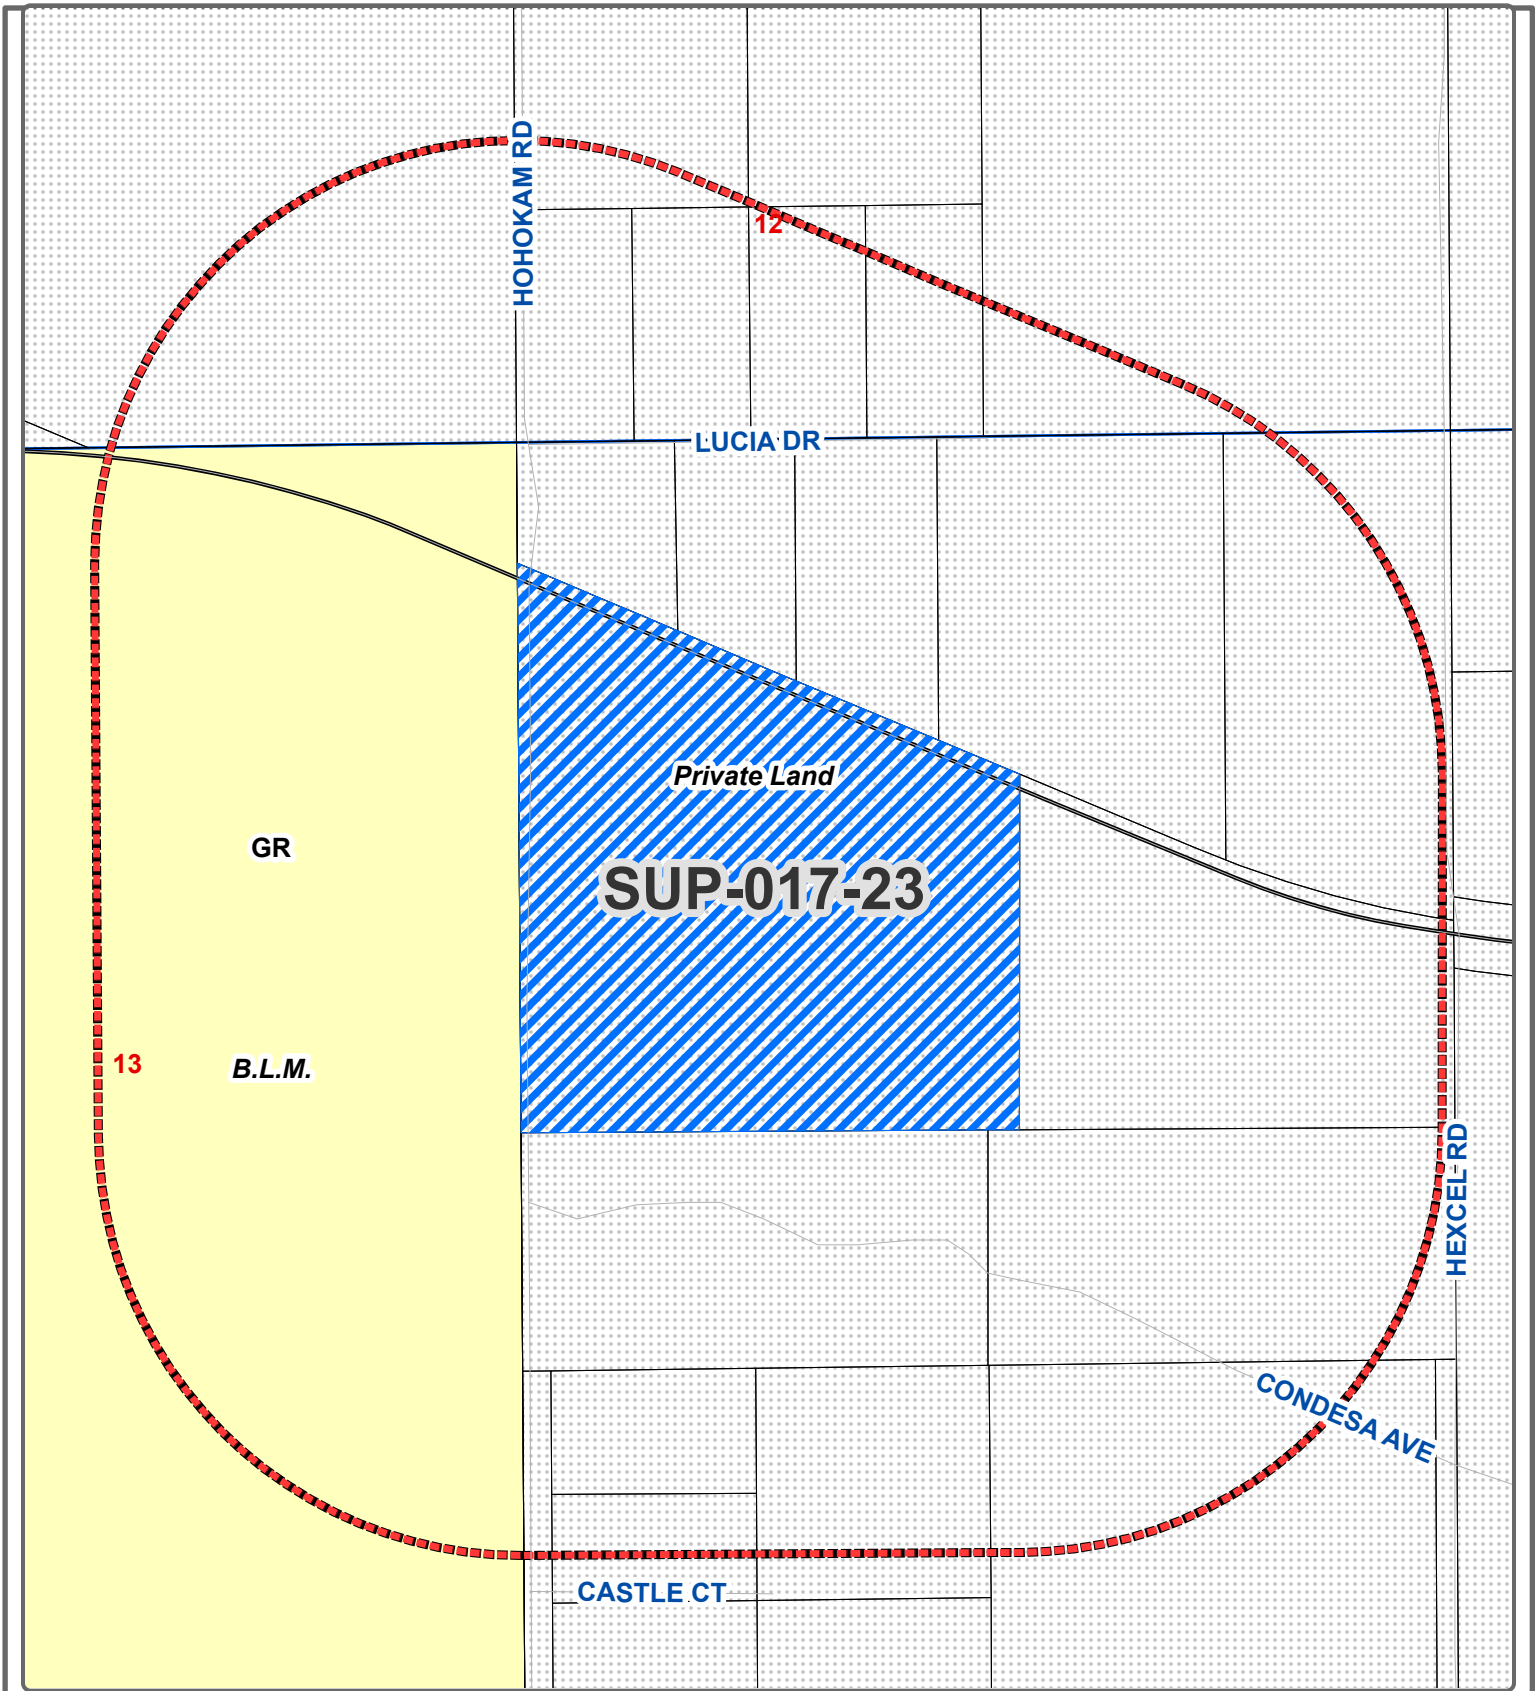 HOHOKAM RD
12
LUCIA DR
Private Land
GR
SUP-017-23
13
B.L.M.
HEXCEL RD
CONDESA AVE
CASTLE CT